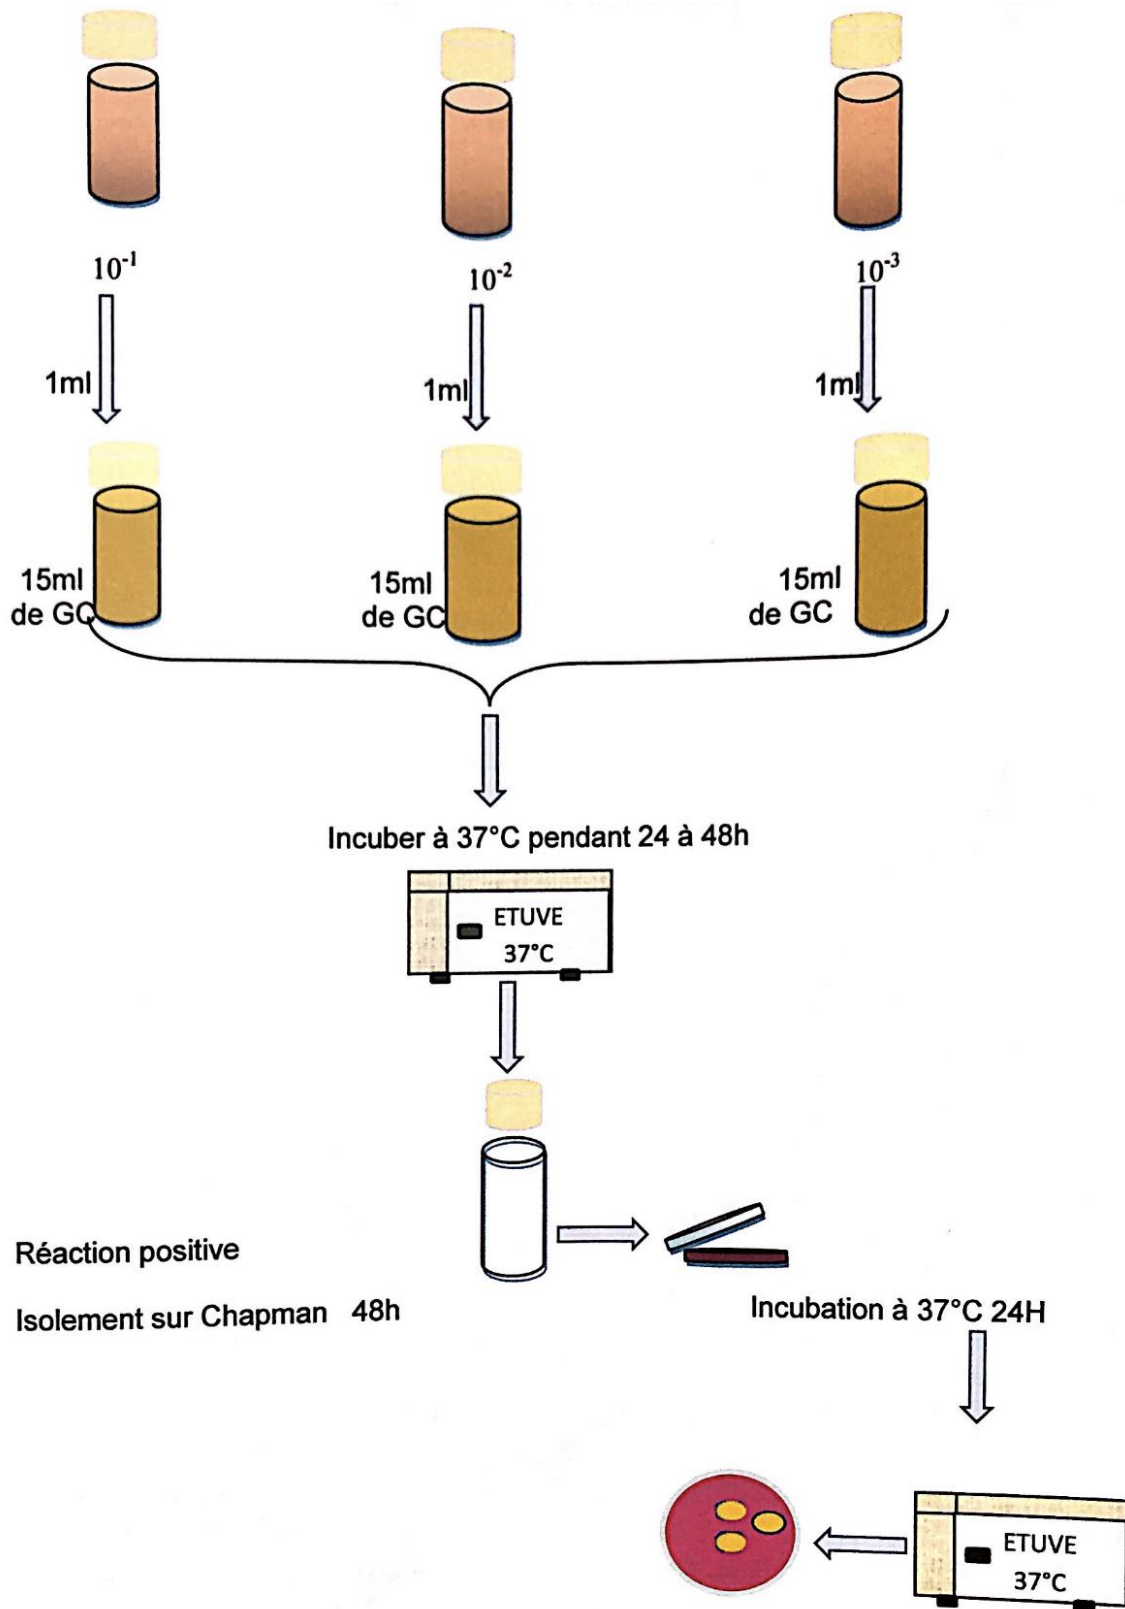 10⁻¹
10⁻²
10⁻³
1ml
1ml
1ml
15ml
de GC
15ml
de GC
15ml
de GC
Incuber à 37°C pendant 24 à 48h
ETUVE
37°C
Réaction positive
Isolement sur Chapman 48h
Incubation à 37°C 24H
ETUVE
37°C